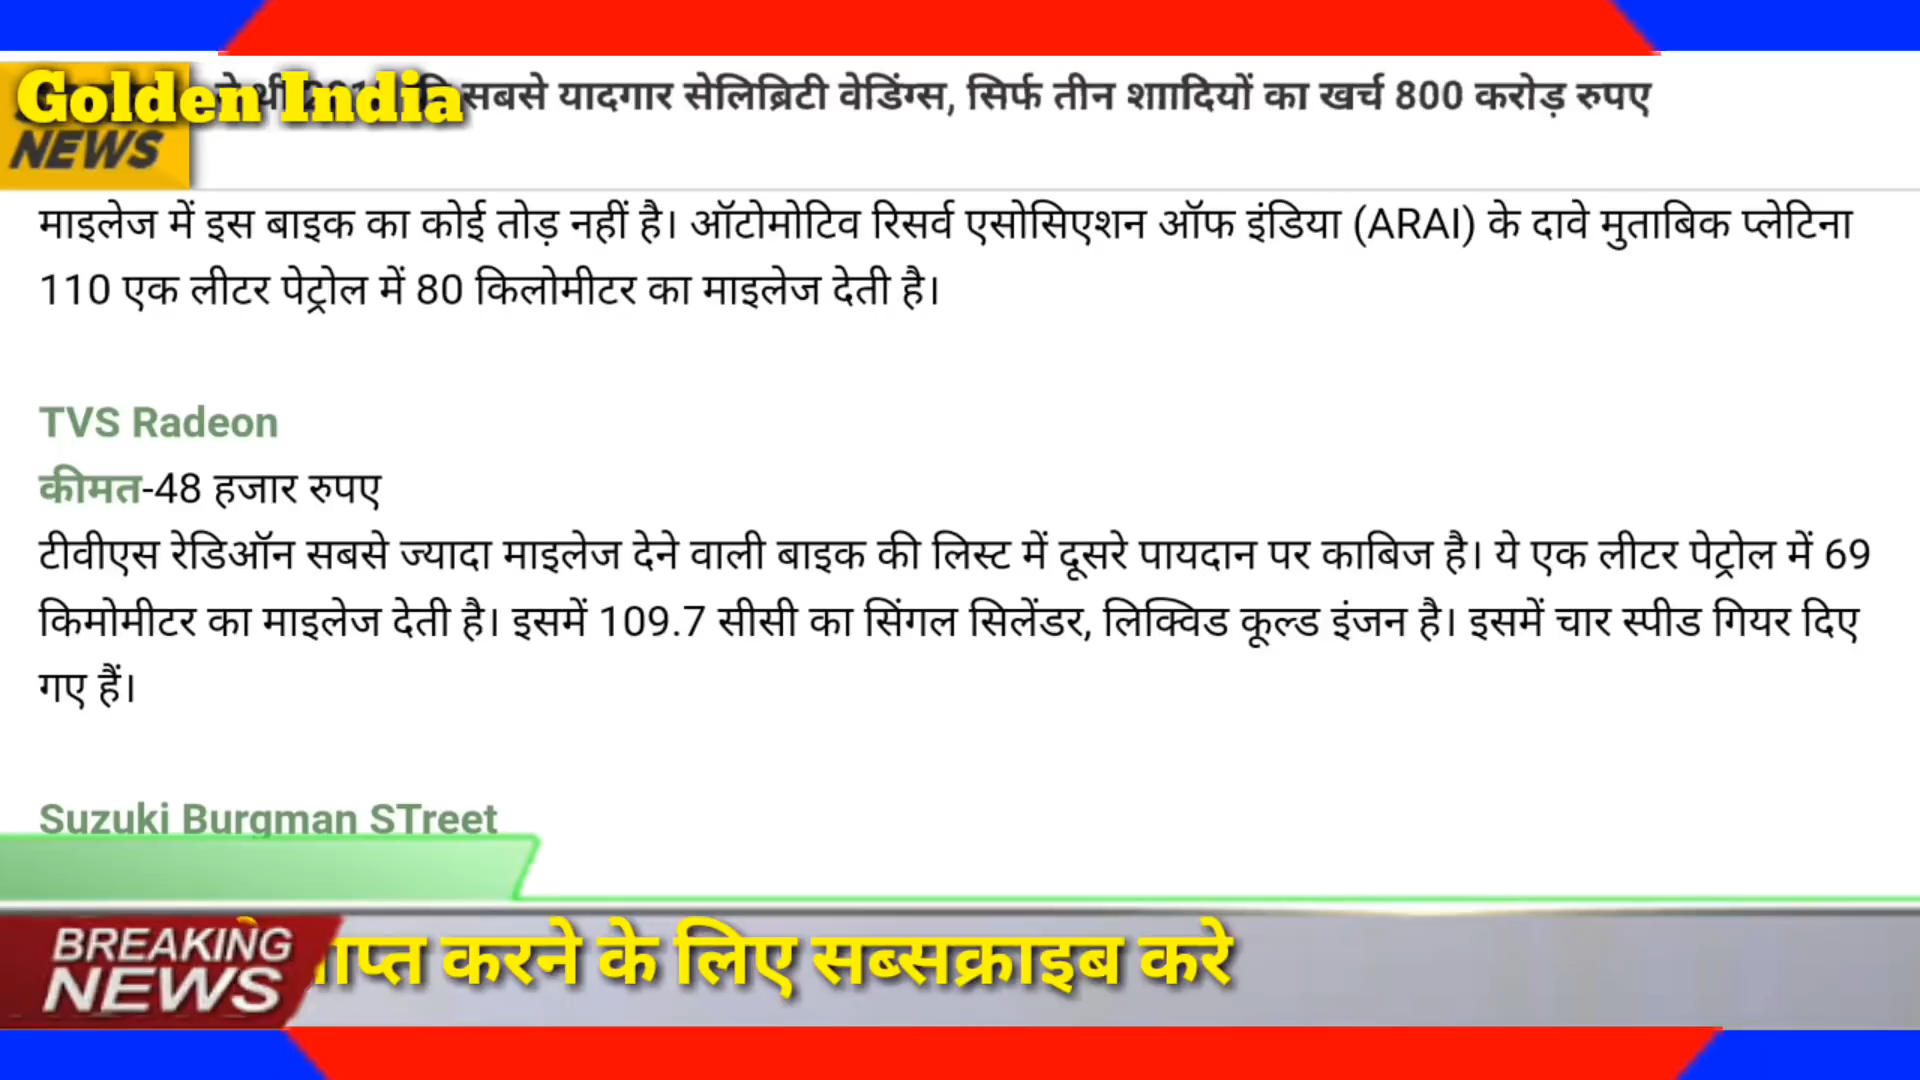 Golden India
NEWS
सबसे यादगार सेलिब्रिटी वेडिंग्स, सिर्फ तीन शाादियों का खर्च 800 करोड़ रुपए
माइलेज में इस बाइक का कोई तोड़ नहीं है। ऑटोमोटिव रिसर्व एसोसिएशन ऑफ इंडिया (ARAI) के दावे मुताबिक प्लेटिना
110 एक लीटर पेट्रोल में 80 किलोमीटर का माइलेज देती है।
TVS Radeon
कीमत-48 हजार रुपए
टीवीएस रेडिऑन सबसे ज्यादा माइलेज देने वाली बाइक की लिस्ट में दूसरे पायदान पर काबिज है। ये एक लीटर पेट्रोल में 69
किमोमीटर का माइलेज देती है। इसमें 109.7 सीसी का सिंगल सिलेंडर, लिक्विड कूल्ड इंजन है। इसमें चार स्पीड गियर दिए
गए हैं।
Suzuki Burgman STreet
BREAKING
NEWS
करने के लिए सब्सक्राइब करे